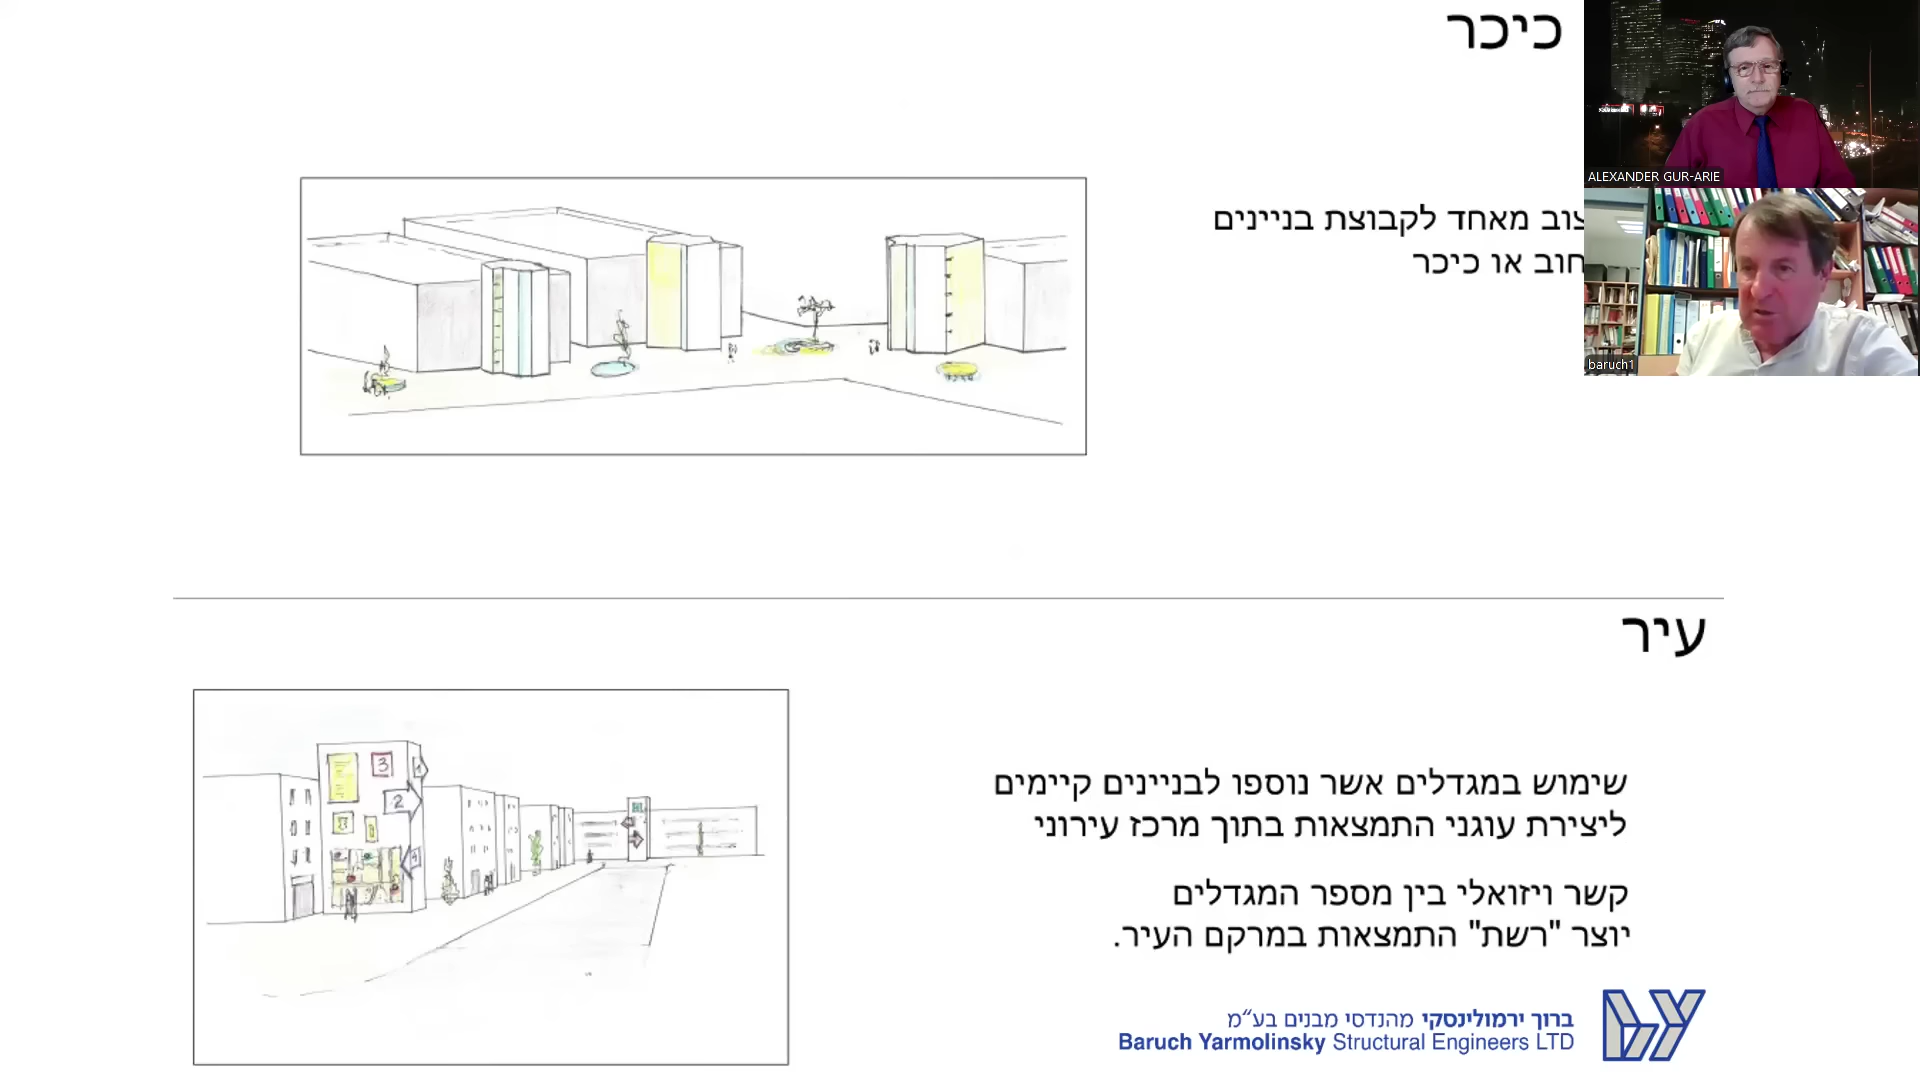 כיכר
מאחד לקבוצת בניינים
או כיכר
ALEXANDER GUR-ARIE
baruch1
עיר
שימוש במגדלים אשר נוספו לבניינים קיימים
ליצירת עוגני התמצאות בתוך מרכז עירוני
קשר ויזואלי בין מספר המגדלים
יוצר "רשת" התמצאות במרקם העיר.
3
2
ברוך ירמולינסקי מהנדסי מבנים בע״מ
Baruch Yarmolinsky Structural Engineers LTD